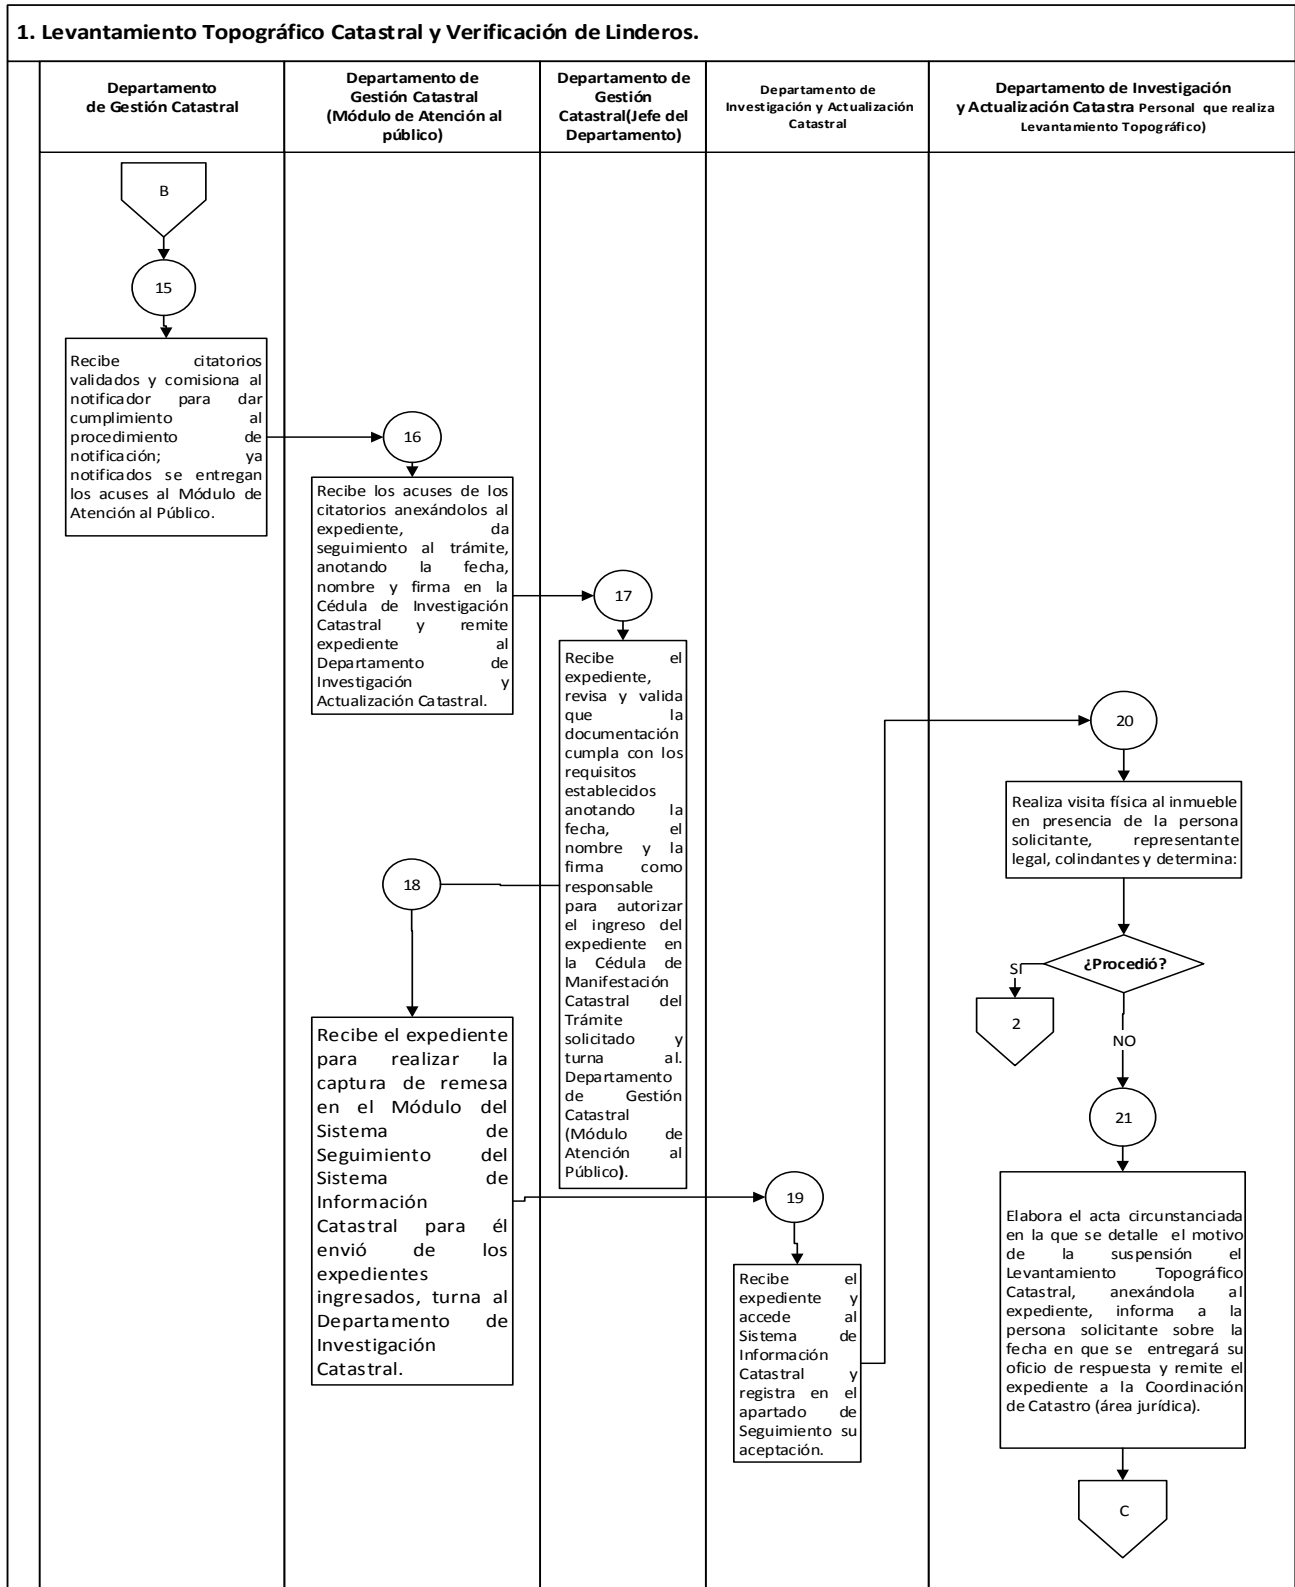 1. Levantamiento Topográfico Catastral y Verificación de Linderos.
Departamento
de Gestión Catastral
Departamento de
Gestión Catastral
(Módulo de Atención al
público)
Departamento de
Gestión
Catastral(Jefe del
Departamento)
Departamento de
Investigación y Actualización
Catastral
Departamento de Investigación
y Actualización Catastra Personal que realiza
Levantamiento Topográfico)
B
15
Recibe citatorios
validados y comisiona al
notificador para dar
cumplimiento al
procedimiento de
notificación; ya
notificados se entregan
los acuses al Módulo de
Atención al Público.
16
Recibe los acuses de los
citatorios anexándolos al
expediente, da
seguimiento al trámite,
anotando la fecha,
nombre y firma en la
Cédula de Investigación
Catastral y remite
expediente al
Departamento de
Investigación y
Actualización Catastral.
17
Recibe el
expediente,
revisa y valida
que la
documentación
cumpla con los
requisitos
establecidos
anotando la
fecha, el
nombre y la
firma como
responsable
para autorizar
el ingreso del
expediente en
la Cédula de
Manifestación
Catastral del
Trámite
solicitado y
turna al.
Departamento
de Gestión
Catastral
(Módulo de
Atención al
Público).
18
Recibe el expediente
para realizar la
captura de remesa
en el Módulo del
Sistema de
Seguimiento del
Sistema de
Información
Catastral para él
envió de los
expedientes
ingresados, turna al
Departamento de
Investigación
Catastral.
19
Recibe el
expediente y
accede al
Sistema de
Información
Catastral y
registra en el
apartado de
Seguimiento su
aceptación.
20
Realiza visita física al inmueble
en presencia de la persona
solicitante, representante
legal, colindantes y determina:
¿Procedió?
SI
2
NO
21
Elabora el acta circunstanciada
en la que se detalle el motivo
de la suspensión el
Levantamiento Topográfico
Catastral, anexándola al
expediente, informa a la
persona solicitante sobre la
fecha en que se entregará su
oficio de respuesta y remite el
expediente a la Coordinación
de Catastro (área jurídica).
C